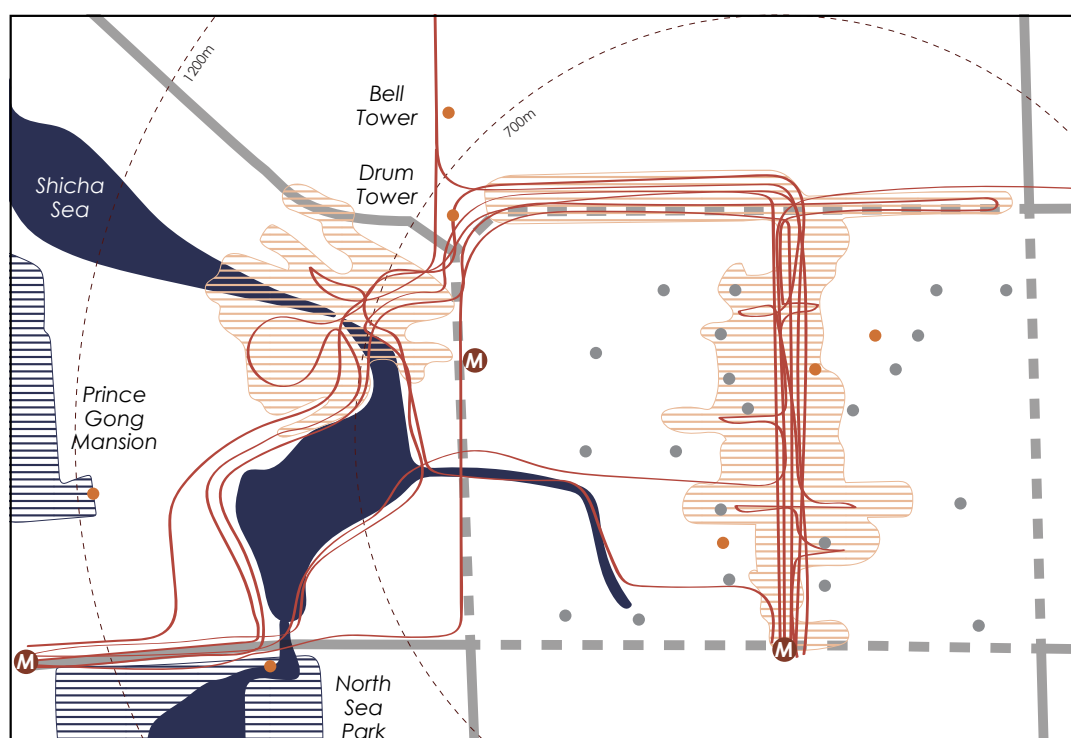 1200m
Bell
Tower
700m
Drum
Tower
Shicha
Sea
M
Prince
Gong
Mansion
M
M
North
Sea
Park